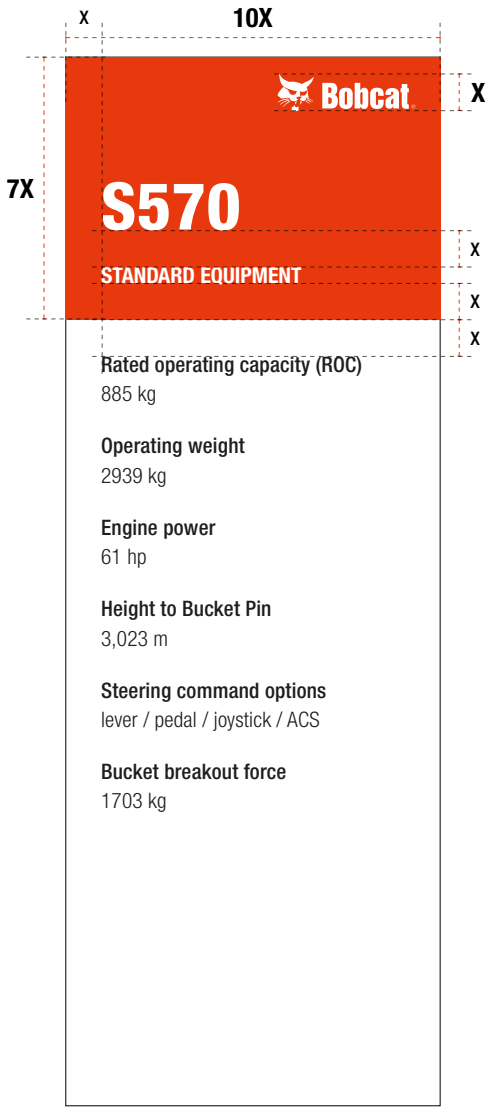 X
10X
Bobcat
X
7X
S570
X
STANDARD EQUIPMENT
X
X
Rated operating capacity (ROC)
885 kg
Operating weight
2939 kg
Engine power
61 hp
Height to Bucket Pin
3,023 m
Steering command options
lever / pedal / joystick / ACS
Bucket breakout force
1703 kg